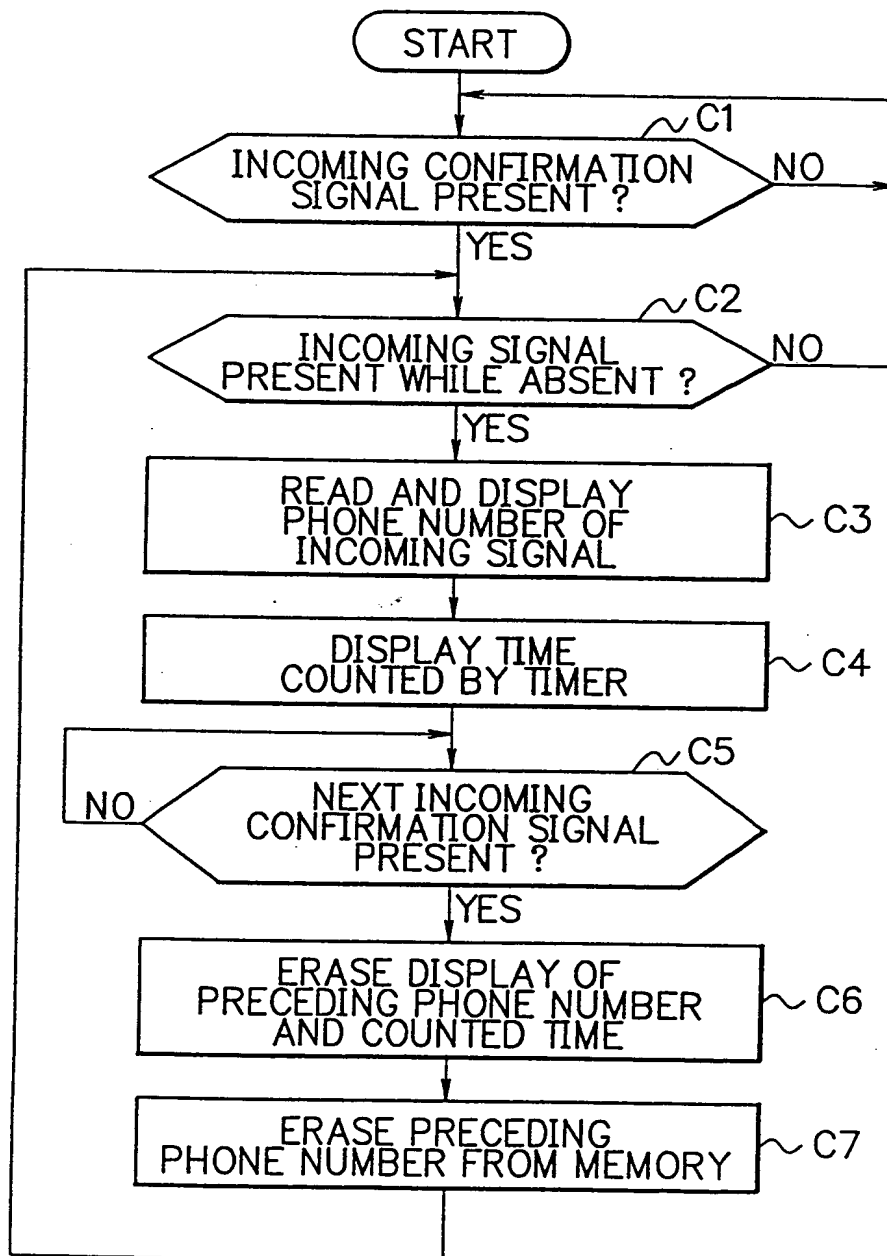 START
C1
INCOMING CONFIRMATION
SIGNAL PRESENT ?
NO
YES
C2
INCOMING SIGNAL
PRESENT WHILE ABSENT ?
NO
YES
READ AND DISPLAY
PHONE NUMBER OF
INCOMING SIGNAL
C3
DISPLAY TIME
COUNTED BY TIMER
C4
C5
NEXT INCOMING
CONFIRMATION SIGNAL
PRESENT ?
NO
YES
ERASE DISPLAY OF
PRECEDING PHONE NUMBER
AND COUNTED TIME
C6
ERASE PRECEDING
PHONE NUMBER FROM MEMORY
C7